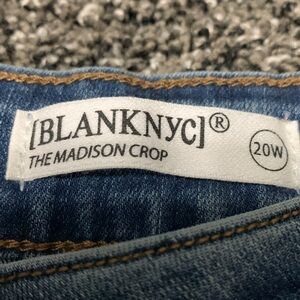 [BLANKNYC]®
THE MADISON CROP
20W